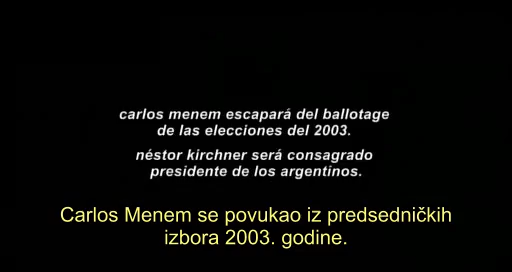 carlos menem escapará del ballotage
de las elecciones del 2003.
néstor kirchner será consagrado
presidente de los argentinos.
Carlos Menem se povukao iz predsedničkih
izbora 2003. godine.